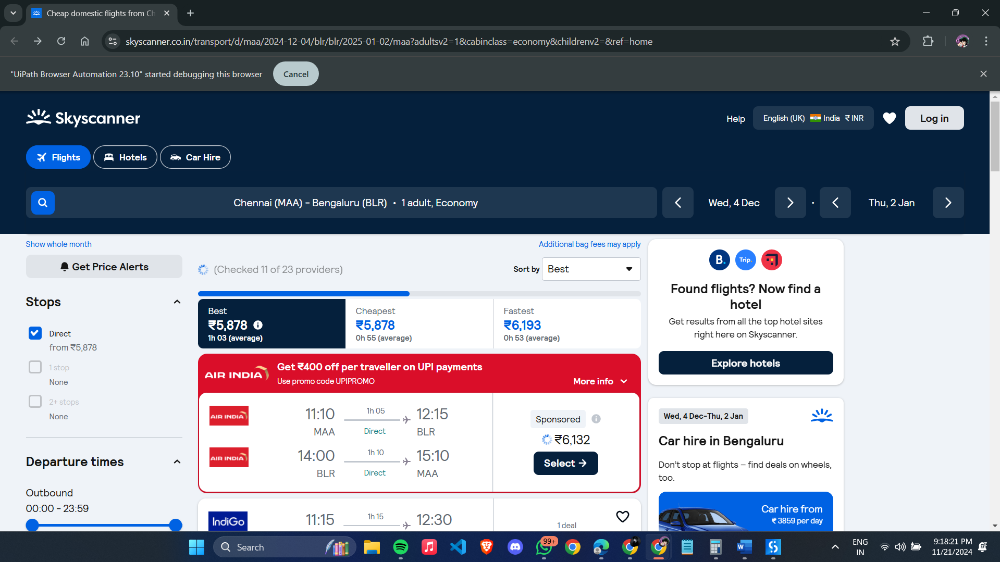 Cheap domestic flights from Ch
skyscanner.co.in/transport/d/maa/2024-12-04/blr/blr/2025-01-02/maa?adultsv2=1&cabinclass=economy&childrenv2=&ref=home
"UiPath Browser Automation 23.10" started debugging this browser
Cancel
Skyscanner
Help
English (UK) India ₹ INR
Log in
Flights
Hotels
Car Hire
Chennai (MAA) – Bengaluru (BLR) • 1 adult, Economy
Wed, 4 Dec
Thu, 2 Jan
Show whole month
Additional bag fees may apply
Get Price Alerts
(Checked 11 of 23 providers)
Sort by
Best
Stops
Direct
from ₹5,878
1 stop
None
2+ stops
None
Departure times
Outbound
00:00 – 23:59
Best
₹5,878
1h 03 (average)
Cheapest
₹5,878
0h 55 (average)
Fastest
₹6,193
0h 53 (average)
AIR INDIA
Get ₹400 off per traveller on UPI payments
Use promo code UPIPROMO
More info
AIR INDIA
11:10
MAA
1h 05
Direct
12:15
BLR
AIR INDIA
14:00
BLR
1h 10
Direct
15:10
MAA
Sponsored
₹6,132
Select →
IndiGo
11:15
1h 15
12:30
1 deal
B.
Trip.
Found flights? Now find a
hotel
Get results from all the top hotel sites
right here on Skyscanner.
Explore hotels
Wed, 4 Dec–Thu, 2 Jan
Car hire in Bengaluru
Don't stop at flights – find deals on wheels,
too.
Car hire from
₹ 3859 per day
Search
99+
ENG
IN
9:18:21 PM
11/21/2024